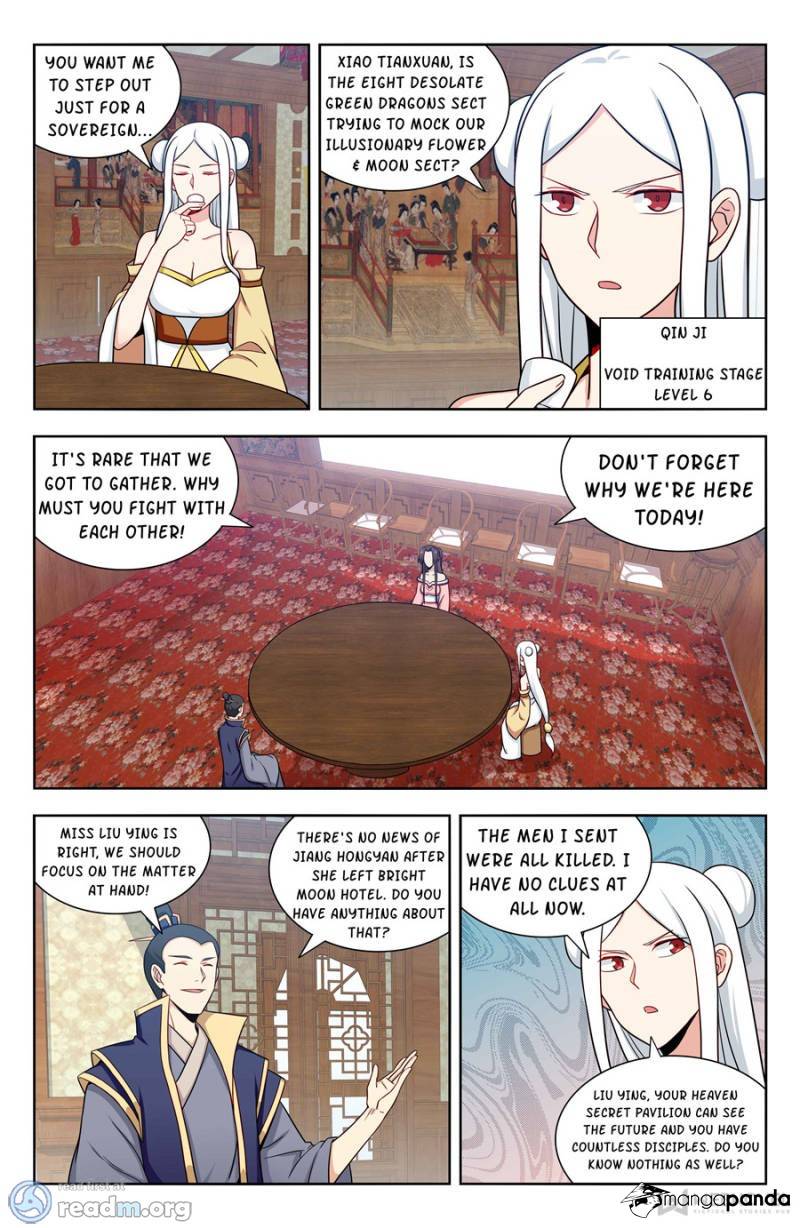 YOU WANT ME
TO STEP OUT
JUST FOR A
SOVEREIGN...
XIAO TIANXUAN, IS
THE EIGHT DESOLATE
GREEN DRAGONS SECT
TRYING TO MOCK OUR
ILLUSIONARY FLOWER
& MOON SECT?
QIN JI
VOID TRAINING STAGE
LEVEL 6
IT'S RARE THAT WE
GOT TO GATHER. WHY
MUST YOU FIGHT WITH
EACH OTHER!
DON'T FORGET
WHY WE'RE HERE
TODAY!
MISS LIU YING IS
RIGHT, WE SHOULD
FOCUS ON THE MATTER
AT HAND!
THERE'S NO NEWS OF
JIANG HONGYAN AFTER
SHE LEFT BRIGHT
MOON HOTEL. DO YOU
HAVE ANYTHING ABOUT
THAT?
THE MEN I SENT
WERE ALL KILLED. I
HAVE NO CLUES AT
ALL NOW.
LIU YING, YOUR HEAVEN
SECRET PAVILION CAN SEE
THE FUTURE AND YOU HAVE
COUNTLESS DISCIPLES. DO YOU
KNOW NOTHING AS WELL?
read first at
readm.org
mangapanda